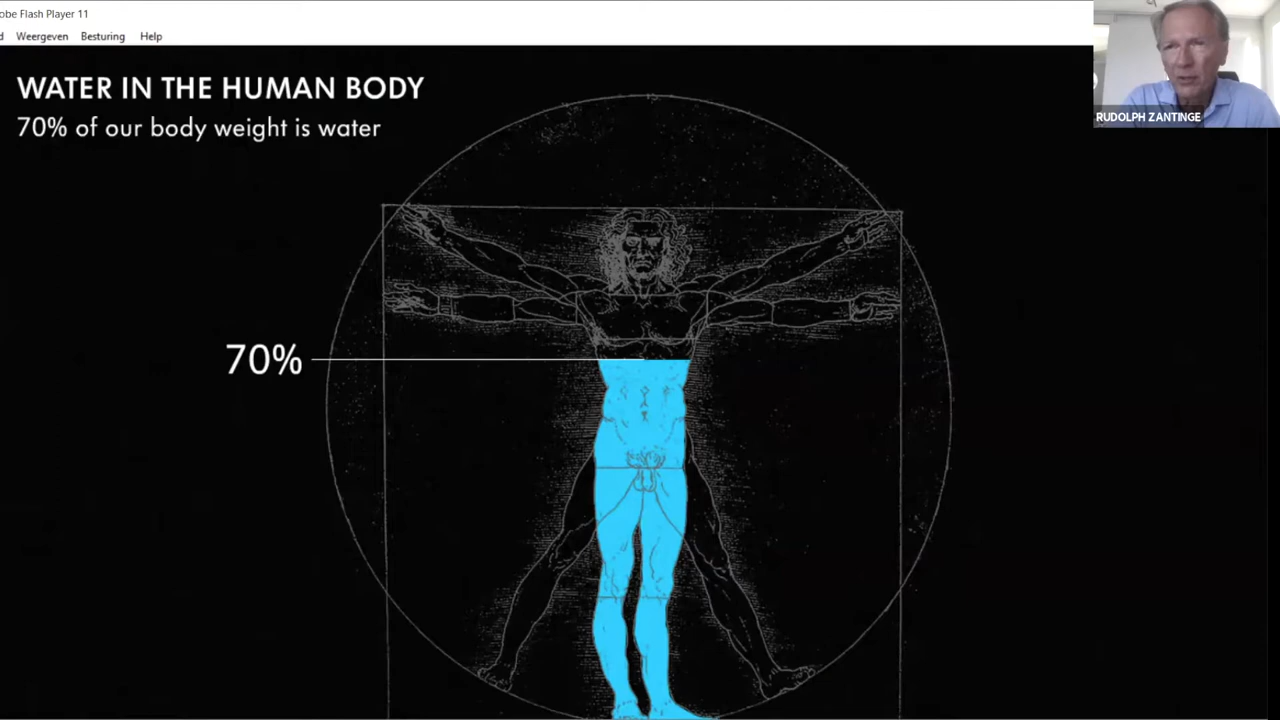 obe Flash Player 11
d Weergeven Besturing Help
WATER IN THE HUMAN BODY
70% of our body weight is water
70%
RUDOLPH ZANTINGE